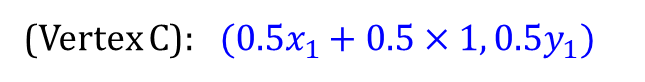 (Vertex C): (0.5x₁ + 0.5 × 1, 0.5y₁)